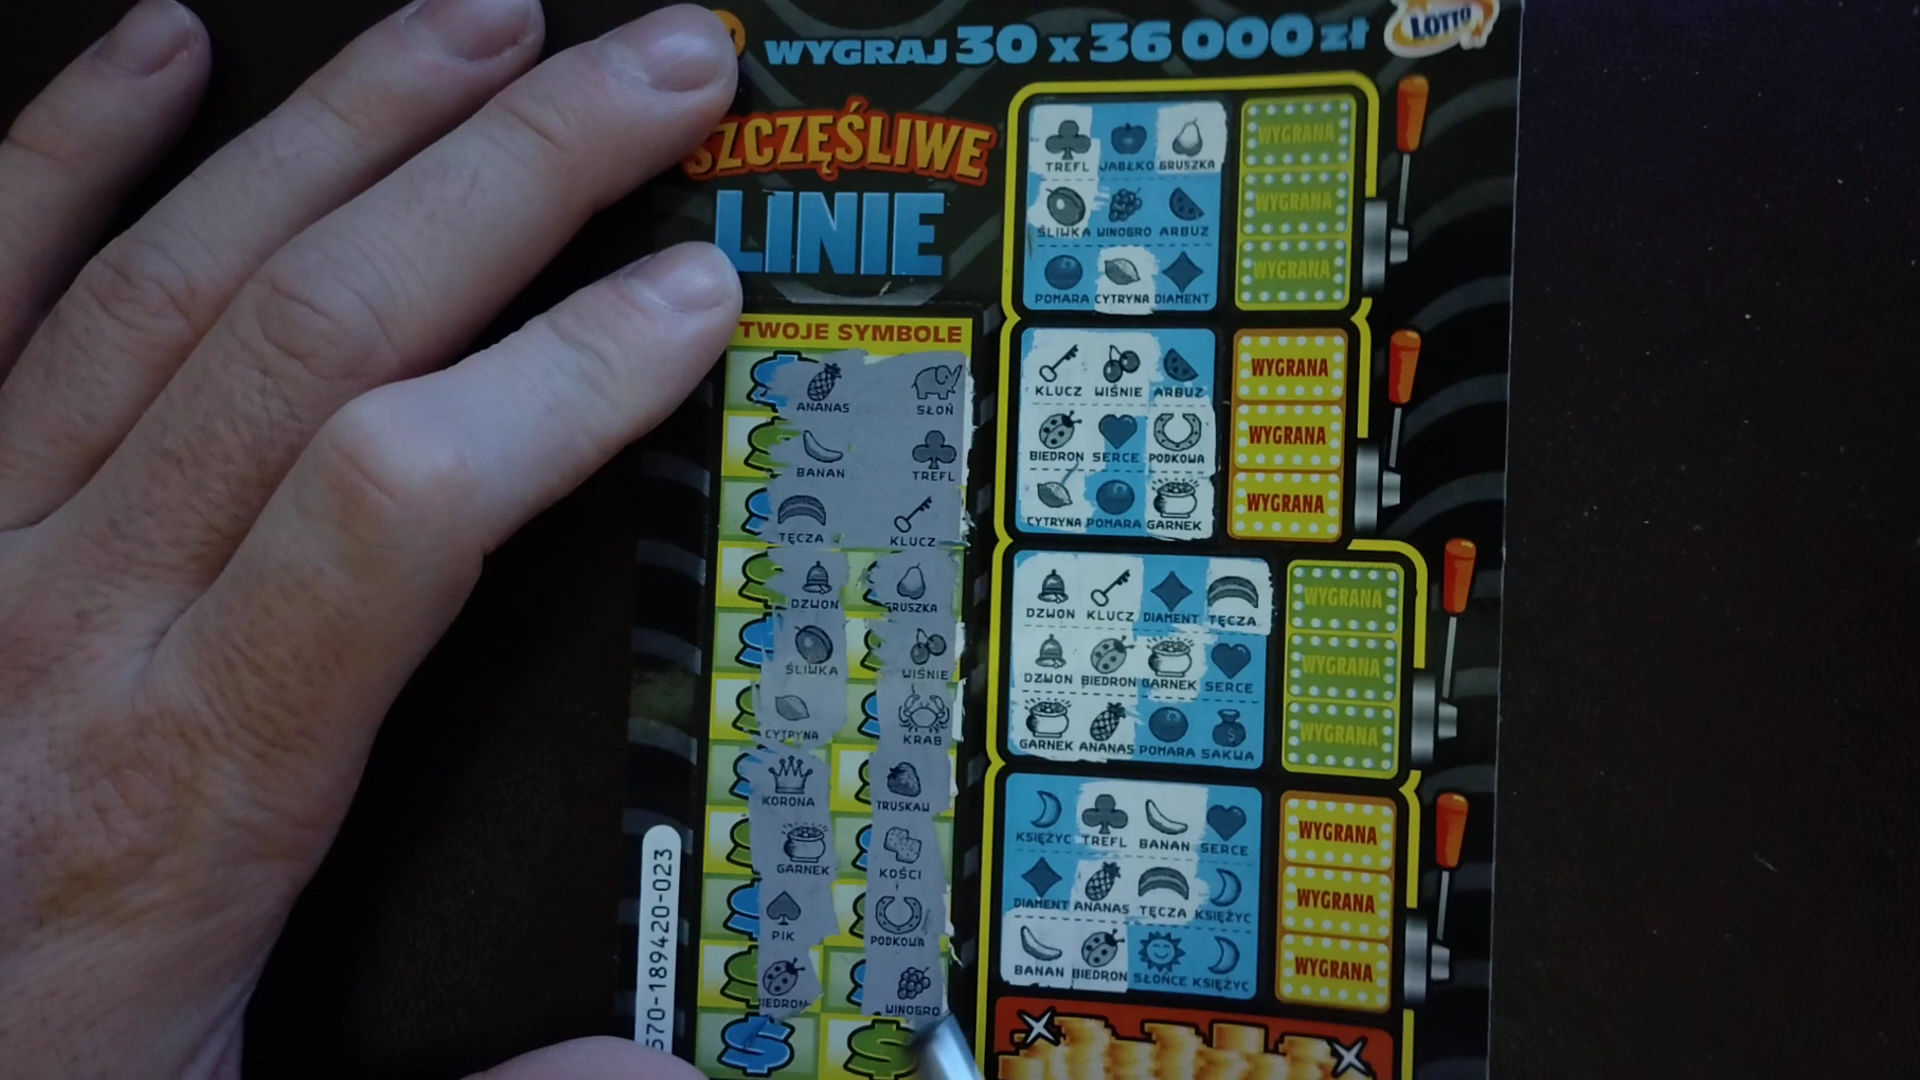 WYGRAJ 30 x 36 000 zł
LOTTO
SZCZĘŚLIWE
LINIE
TWOJE SYMBOLE
ANANAS SŁOŃ
BANAN TREFL
TĘCZA KLUCZ
DZWON GRUSZKA
ŚLIWKA WIŚNIE
CYTRYNA KRAB
KORONA TRUSKAW
GARNEK KOŚCI
PIK PODKOWA
BIEDRON WINOGRO
570-189420-023
TREFL JABŁKO GRUSZKA
WYGRANA
ŚLIWKA WINOGRO ARBUZ
WYGRANA
POMARA CYTRYNA DIAMENT
WYGRANA
KLUCZ WIŚNIE ARBUZ
WYGRANA
BIEDRON SERCE PODKOWA
WYGRANA
CYTRYNA POMARA GARNEK
WYGRANA
DZWON KLUCZ DIAMENT TĘCZA
WYGRANA
DZWON BIEDRON GARNEK SERCE
WYGRANA
GARNEK ANANAS POMARA SAKWA
WYGRANA
KSIĘŻYC TREFL BANAN SERCE
WYGRANA
DIAMENT ANANAS TĘCZA KSIĘŻYC
WYGRANA
BANAN BIEDRON SŁOŃCE KSIĘŻYC
WYGRANA